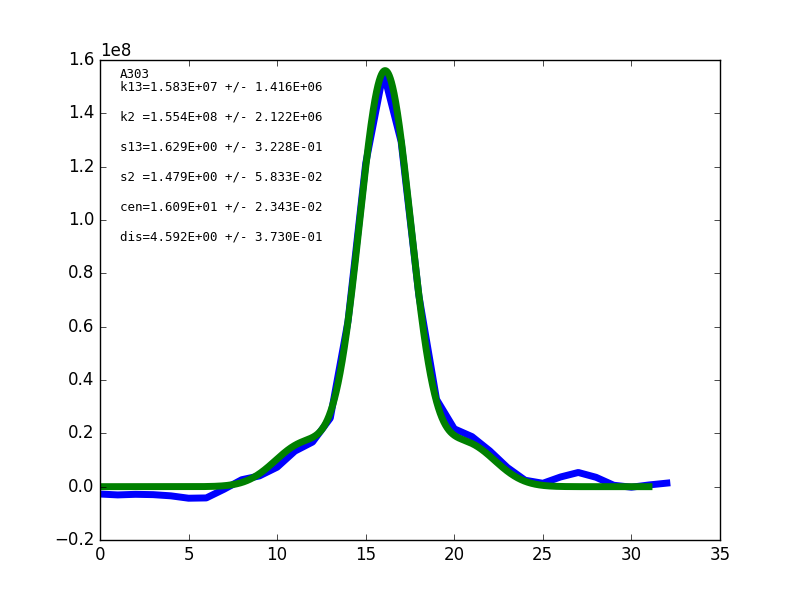 1e8
A303
k13=1.583E+07 +/- 1.416E+06
k2 =1.554E+08 +/- 2.122E+06
s13=1.629E+00 +/- 3.228E-01
s2 =1.479E+00 +/- 5.833E-02
cen=1.609E+01 +/- 2.343E-02
dis=4.592E+00 +/- 3.730E-01
1.6
1.4
1.2
1.0
0.8
0.6
0.4
0.2
0.0
−0.2
0 5 10 15 20 25 30 35